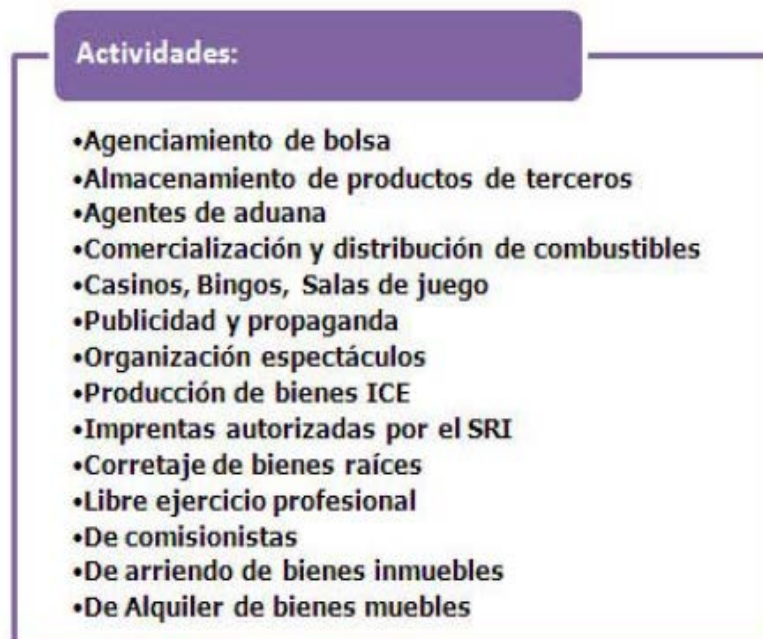 Actividades:
•Agenciamiento de bolsa
•Almacenamiento de productos de terceros
•Agentes de aduana
•Comercialización y distribución de combustibles
•Casinos, Bingos, Salas de juego
•Publicidad y propaganda
•Organización espectáculos
•Producción de bienes ICE
•Imprentas autorizadas por el SRI
•Corretaje de bienes raíces
•Libre ejercicio profesional
•De comisionistas
•De arriendo de bienes inmuebles
•De Alquiler de bienes muebles